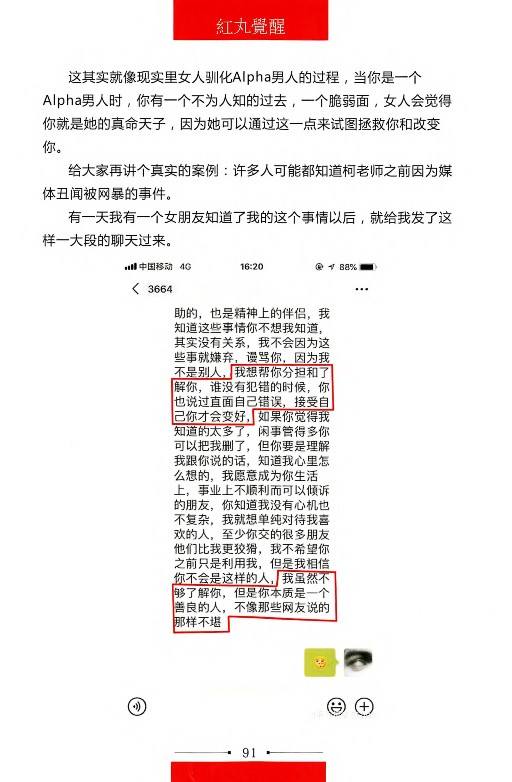 紅丸覺醒
这其实就像现实里女人驯化Alpha男人的过程，当你是一个
Alpha男人时，你有一个不为人知的过去，一个脆弱面，女人会觉得
你就是她的真命天子，因为她可以通过这一点来试图拯救你和改变
你。
给大家再讲个真实的案例：许多人可能都知道柯老师之前因为媒
体丑闻被网暴的事件。
有一天我有一个女朋友知道了我的这个事情以后，就给我发了这
样一大段的聊天过来。
中国移动 4G 16:20 88%
3664
助的，也是精神上的伴侣，我
知道这些事情你不想我知道，
其实没有关系，我不会因为这
些事就嫌弃，谩骂你，因为我
不是别人，我想帮你分担和了
解你，谁没有犯错的时候，你
也说过直面自己错误，接受自
己你才会变好，如果你觉得我
知道的太多了，闲事管得多你
可以把我删了，但你要是理解
我跟你说的话，知道我心里怎
么想的，我愿意成为你生活
上，事业上不顺利而可以倾诉
的朋友，你知道我没有心机也
不复杂，我就想单纯对待我喜
欢的人，至少你交的很多朋友
他们比我更狡猾，我不希望你
之前只是利用我，但是我相信
你不会是这样的人，我虽然不
够了解你，但是你本质是一个
善良的人，不像那些网友说的
那样不堪
91